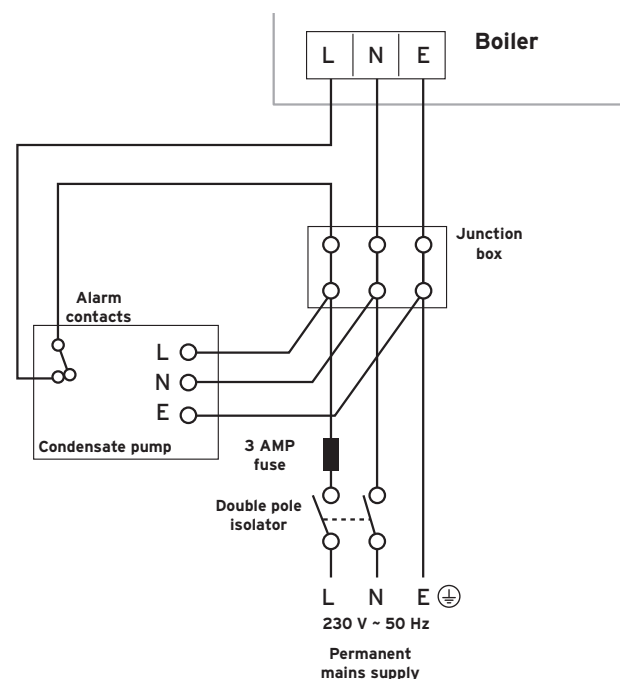 Boiler
L N E
Junction
box
Alarm
contacts
L
N
E
Condensate pump
3 AMP
fuse
Double pole
isolator
L N E
230 V ~ 50 Hz
Permanent
mains supply